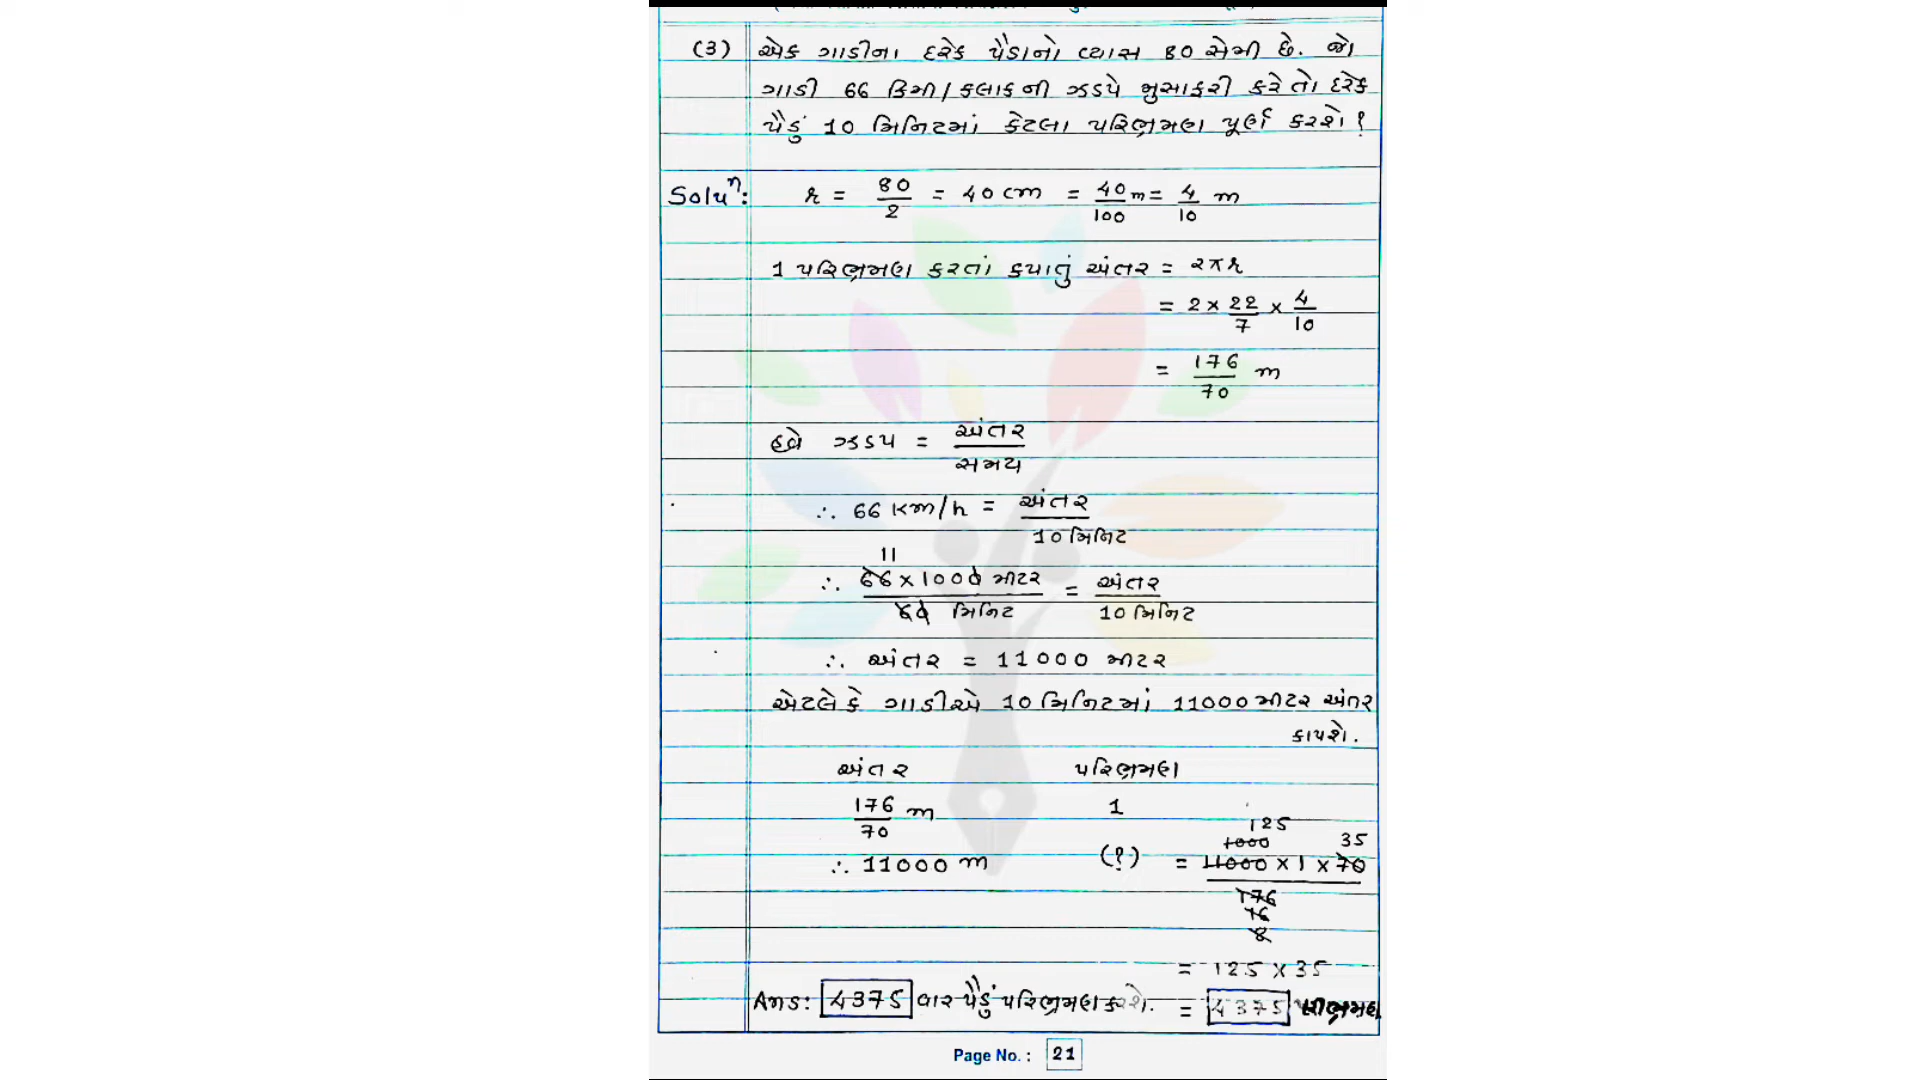 (3) એક ગાડીના દરેક પૈડાંનો વ્યાસ 80 સેમી છે. જો
ગાડી 66 કિમી/કલાક ની ઝડપે મુસાફરી કરે તો દરેક
પૈડું 10 મિનિટમાં કેટલા પરિભ્રમણ પૂર્ણ કરશે?
Soluⁿ: r = 80/2 = 40 cm = 40/100 m = 4/10 m
1 પરિભ્રમણ કરતાં કપાતું અંતર = 2πr
= 2 × 22/7 × 4/10
= 176/70 m
હવે ઝડપ = અંતર/સમય
∴ 66 Km/h = અંતર/10 મિનિટ
11
∴ 66 × 1000 મીટર/60 મિનિટ = અંતર/10 મિનિટ
∴ અંતર = 11000 મીટર
એટલે કે ગાડીએ 10 મિનિટમાં 11000 મીટર અંતર
કાપશે.
અંતર પરિભ્રમણ
176/70 m 1
125
1000 35
∴ 11000 m (?) = 11000 × 1 × 70
176
16
8
= 125 × 35
Ans: 4375 વાર પૈડું પરિભ્રમણ કરશે. = 4375 પરિભ્રમણ
Page No. : 21